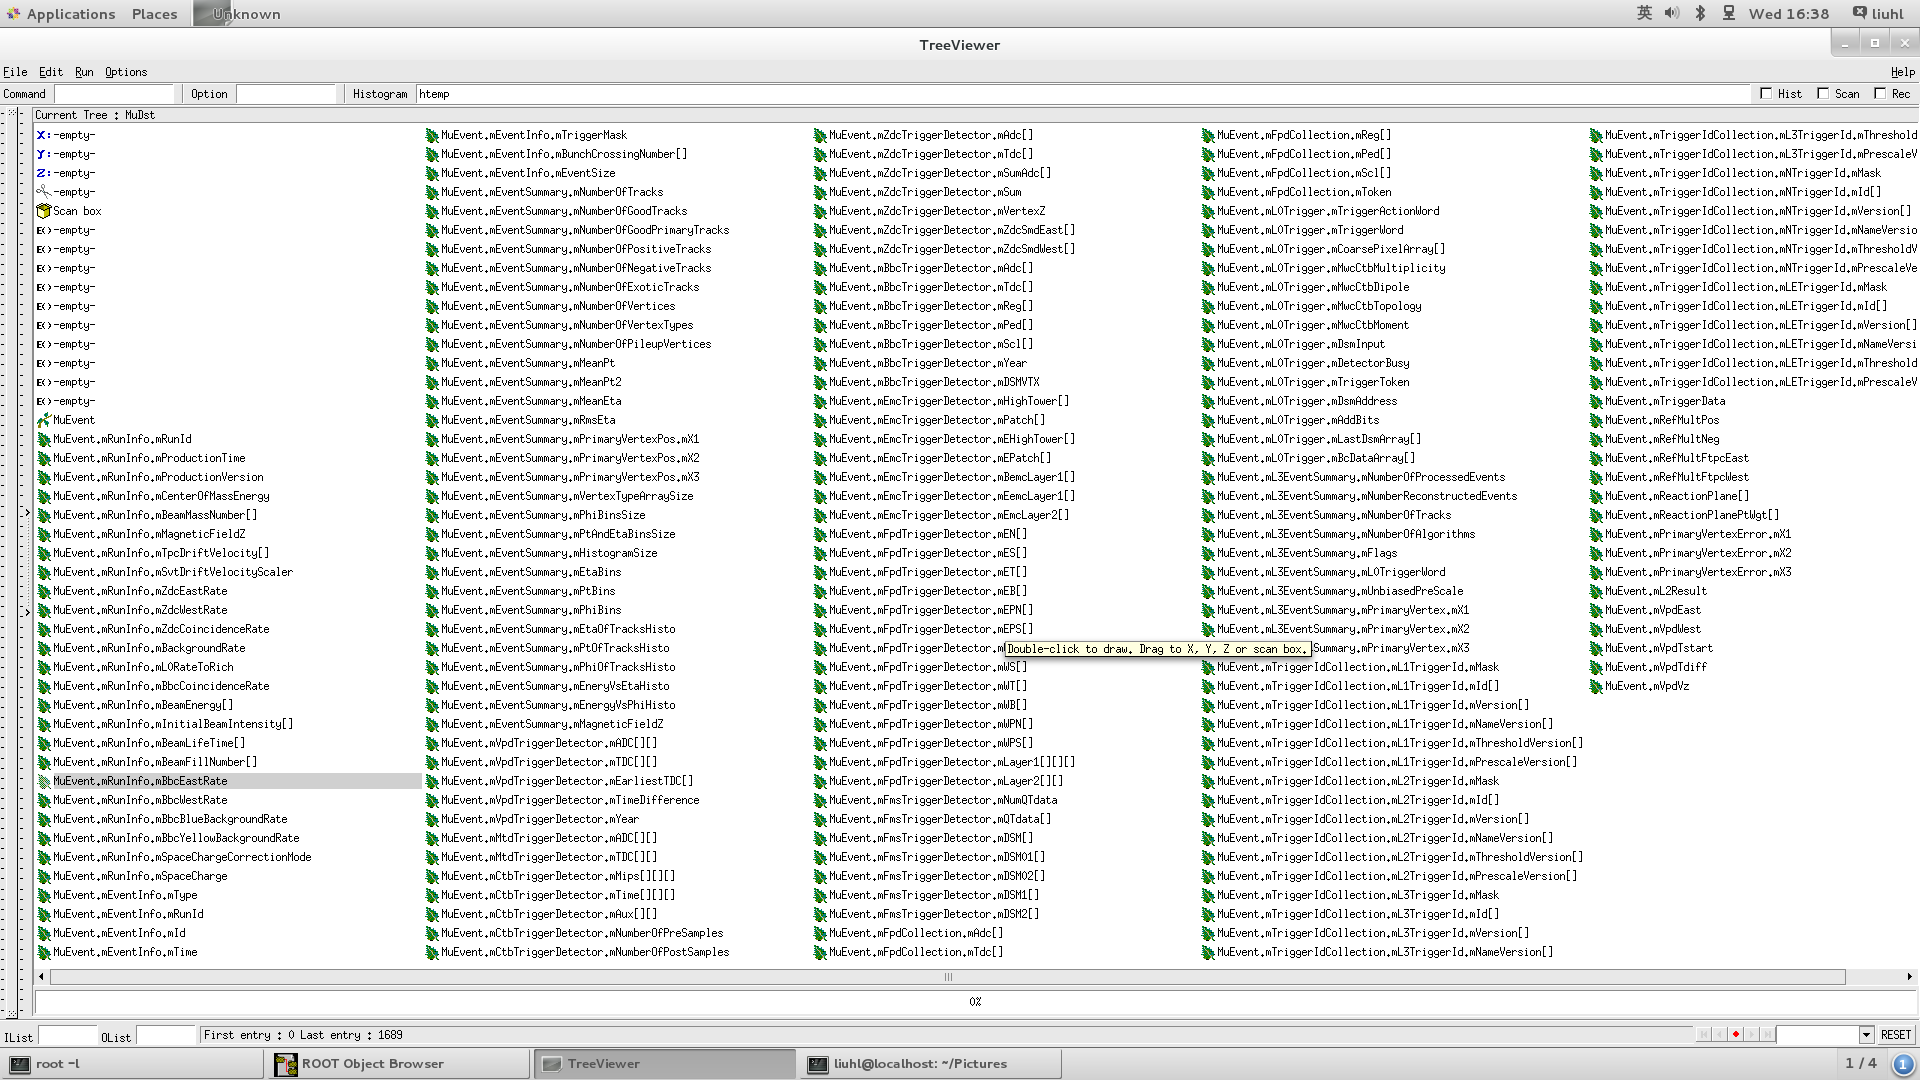 Applications Places Unknown 英 Wed 16:38 liuhl
TreeViewer
File Edit Run Options Help
Command Option Histogram htemp Hist Scan Rec
Current Tree : MuDst
X: -empty-
Y: -empty-
Z: -empty-
-empty-
Scan box
E() -empty-
E() -empty-
E() -empty-
E() -empty-
E() -empty-
E() -empty-
E() -empty-
E() -empty-
E() -empty-
E() -empty-
MuEvent
MuEvent.mRunInfo.mRunId
MuEvent.mRunInfo.mProductionTime
MuEvent.mRunInfo.mProductionVersion
MuEvent.mRunInfo.mCenterOfMassEnergy
MuEvent.mRunInfo.mBeamMassNumber[]
MuEvent.mRunInfo.mMagneticFieldZ
MuEvent.mRunInfo.mTpcDriftVelocity[]
MuEvent.mRunInfo.mSvtDriftVelocityScaler
MuEvent.mRunInfo.mZdcEastRate
MuEvent.mRunInfo.mZdcWestRate
MuEvent.mRunInfo.mZdcCoincidenceRate
MuEvent.mRunInfo.mBackgroundRate
MuEvent.mRunInfo.mL0RateToRich
MuEvent.mRunInfo.mBbcCoincidenceRate
MuEvent.mRunInfo.mBeamEnergy[]
MuEvent.mRunInfo.mInitialBeamIntensity[]
MuEvent.mRunInfo.mBeamLifeTime[]
MuEvent.mRunInfo.mBeamFillNumber[]
MuEvent.mRunInfo.mBbcEastRate
MuEvent.mRunInfo.mBbcWestRate
MuEvent.mRunInfo.mBbcBlueBackgroundRate
MuEvent.mRunInfo.mBbcYellowBackgroundRate
MuEvent.mRunInfo.mSpaceChargeCorrectionMode
MuEvent.mRunInfo.mSpaceCharge
MuEvent.mEventInfo.mType
MuEvent.mEventInfo.mRunId
MuEvent.mEventInfo.mId
MuEvent.mEventInfo.mTime
MuEvent.mEventInfo.mTriggerMask
MuEvent.mEventInfo.mBunchCrossingNumber[]
MuEvent.mEventInfo.mEventSize
MuEvent.mEventSummary.mNumberOfTracks
MuEvent.mEventSummary.mNumberOfGoodTracks
MuEvent.mEventSummary.mNumberOfGoodPrimaryTracks
MuEvent.mEventSummary.mNumberOfPositiveTracks
MuEvent.mEventSummary.mNumberOfNegativeTracks
MuEvent.mEventSummary.mNumberOfExoticTracks
MuEvent.mEventSummary.mNumberOfVertices
MuEvent.mEventSummary.mNumberOfVertexTypes
MuEvent.mEventSummary.mNumberOfPileupVertices
MuEvent.mEventSummary.mMeanPt
MuEvent.mEventSummary.mMeanPt2
MuEvent.mEventSummary.mMeanEta
MuEvent.mEventSummary.mRmsEta
MuEvent.mEventSummary.mPrimaryVertexPos.mX1
MuEvent.mEventSummary.mPrimaryVertexPos.mX2
MuEvent.mEventSummary.mPrimaryVertexPos.mX3
MuEvent.mEventSummary.mVertexTypeArraySize
MuEvent.mEventSummary.mPhiBinsSize
MuEvent.mEventSummary.mPtAndEtaBinsSize
MuEvent.mEventSummary.mHistogramSize
MuEvent.mEventSummary.mEtaBins
MuEvent.mEventSummary.mPtBins
MuEvent.mEventSummary.mPhiBins
MuEvent.mEventSummary.mEtaOfTracksHisto
MuEvent.mEventSummary.mPtOfTracksHisto
MuEvent.mEventSummary.mPhiOfTracksHisto
MuEvent.mEventSummary.mEneryVsEtaHisto
MuEvent.mEventSummary.mEnergyVsPhiHisto
MuEvent.mEventSummary.mMagneticFieldZ
MuEvent.mVpdTriggerDetector.mADC[][]
MuEvent.mVpdTriggerDetector.mTDC[][]
MuEvent.mVpdTriggerDetector.mEarliestTDC[]
MuEvent.mVpdTriggerDetector.mTimeDifference
MuEvent.mVpdTriggerDetector.mYear
MuEvent.mMtdTriggerDetector.mADC[][]
MuEvent.mMtdTriggerDetector.mTDC[][]
MuEvent.mCtbTriggerDetector.mMips[][][]
MuEvent.mCtbTriggerDetector.mTime[][][]
MuEvent.mCtbTriggerDetector.mAux[][]
MuEvent.mCtbTriggerDetector.mNumberOfPreSamples
MuEvent.mCtbTriggerDetector.mNumberOfPostSamples
MuEvent.mZdcTriggerDetector.mAdc[]
MuEvent.mZdcTriggerDetector.mTdc[]
MuEvent.mZdcTriggerDetector.mSumAdc[]
MuEvent.mZdcTriggerDetector.mSum
MuEvent.mZdcTriggerDetector.mVertexZ
MuEvent.mZdcTriggerDetector.mZdcSmdEast[]
MuEvent.mZdcTriggerDetector.mZdcSmdWest[]
MuEvent.mBbcTriggerDetector.mAdc[]
MuEvent.mBbcTriggerDetector.mTdc[]
MuEvent.mBbcTriggerDetector.mReg[]
MuEvent.mBbcTriggerDetector.mPed[]
MuEvent.mBbcTriggerDetector.mScl[]
MuEvent.mBbcTriggerDetector.mYear
MuEvent.mBbcTriggerDetector.mDSMVTX
MuEvent.mEmcTriggerDetector.mHighTower[]
MuEvent.mEmcTriggerDetector.mPatch[]
MuEvent.mEmcTriggerDetector.mEHighTower[]
MuEvent.mEmcTriggerDetector.mEPatch[]
MuEvent.mEmcTriggerDetector.mBemcLayer1[]
MuEvent.mEmcTriggerDetector.mEemcLayer1[]
MuEvent.mEmcTriggerDetector.mEmcLayer2[]
MuEvent.mFpdTriggerDetector.mEN[]
MuEvent.mFpdTriggerDetector.mES[]
MuEvent.mFpdTriggerDetector.mET[]
MuEvent.mFpdTriggerDetector.mEB[]
MuEvent.mFpdTriggerDetector.mEPN[]
MuEvent.mFpdTriggerDetector.mEPS[]
MuEvent.mFpdTriggerDetector.m
Double-click to draw. Drag to X, Y, Z or scan box.
MuEvent.mFpdTriggerDetector.mWS[]
MuEvent.mFpdTriggerDetector.mWT[]
MuEvent.mFpdTriggerDetector.mWB[]
MuEvent.mFpdTriggerDetector.mWPN[]
MuEvent.mFpdTriggerDetector.mWPS[]
MuEvent.mFpdTriggerDetector.mLayer1[][][]
MuEvent.mFpdTriggerDetector.mLayer2[][]
MuEvent.mFmsTriggerDetector.mNumQTdata
MuEvent.mFmsTriggerDetector.mQTdata[]
MuEvent.mFmsTriggerDetector.mDSM[]
MuEvent.mFmsTriggerDetector.mDSM01[]
MuEvent.mFmsTriggerDetector.mDSM02[]
MuEvent.mFmsTriggerDetector.mDSM1[]
MuEvent.mFmsTriggerDetector.mDSM2[]
MuEvent.mFpdCollection.mAdc[]
MuEvent.mFpdCollection.mTdc[]
MuEvent.mFpdCollection.mReg[]
MuEvent.mFpdCollection.mPed[]
MuEvent.mFpdCollection.mScl[]
MuEvent.mFpdCollection.mToken
MuEvent.mL0Trigger.mTriggerActionWord
MuEvent.mL0Trigger.mTriggerWord
MuEvent.mL0Trigger.mCoarsePixelArray[]
MuEvent.mL0Trigger.mMwcCtbMultiplicity
MuEvent.mL0Trigger.mMwcCtbDipole
MuEvent.mL0Trigger.mMwcCtbTopology
MuEvent.mL0Trigger.mMwcCtbMoment
MuEvent.mL0Trigger.mDsmInput
MuEvent.mL0Trigger.mDetectorBusy
MuEvent.mL0Trigger.mTriggerToken
MuEvent.mL0Trigger.mDsmAddress
MuEvent.mL0Trigger.mAddBits
MuEvent.mL0Trigger.mLastDsmArray[]
MuEvent.mL0Trigger.mBcDataArray[]
MuEvent.mL3EventSummary.mNumberOfProcessedEvents
MuEvent.mL3EventSummary.mNumberReconstructedEvents
MuEvent.mL3EventSummary.mNumberOfTracks
MuEvent.mL3EventSummary.mNumberOfAlgorithms
MuEvent.mL3EventSummary.mFlags
MuEvent.mL3EventSummary.mL0TriggerWord
MuEvent.mL3EventSummary.mUnbiasedPreScale
MuEvent.mL3EventSummary.mPrimaryVertex.mX1
MuEvent.mL3EventSummary.mPrimaryVertex.mX2
Summary.mPrimaryVertex.mX3
MuEvent.mTriggerIdCollection.mL1TriggerId.mMask
MuEvent.mTriggerIdCollection.mL1TriggerId.mId[]
MuEvent.mTriggerIdCollection.mL1TriggerId.mVersion[]
MuEvent.mTriggerIdCollection.mL1TriggerId.mNameVersion[]
MuEvent.mTriggerIdCollection.mL1TriggerId.mThresholdVersion[]
MuEvent.mTriggerIdCollection.mL1TriggerId.mPrescaleVersion[]
MuEvent.mTriggerIdCollection.mL2TriggerId.mMask
MuEvent.mTriggerIdCollection.mL2TriggerId.mId[]
MuEvent.mTriggerIdCollection.mL2TriggerId.mVersion[]
MuEvent.mTriggerIdCollection.mL2TriggerId.mNameVersion[]
MuEvent.mTriggerIdCollection.mL2TriggerId.mThresholdVersion[]
MuEvent.mTriggerIdCollection.mL2TriggerId.mPrescaleVersion[]
MuEvent.mTriggerIdCollection.mL3TriggerId.mMask
MuEvent.mTriggerIdCollection.mL3TriggerId.mId[]
MuEvent.mTriggerIdCollection.mL3TriggerId.mVersion[]
MuEvent.mTriggerIdCollection.mL3TriggerId.mNameVersion[]
MuEvent.mTriggerIdCollection.mL3TriggerId.mThreshold
MuEvent.mTriggerIdCollection.mL3TriggerId.mPrescaleV
MuEvent.mTriggerIdCollection.mNTriggerId.mMask
MuEvent.mTriggerIdCollection.mNTriggerId.mId[]
MuEvent.mTriggerIdCollection.mNTriggerId.mVersion[]
MuEvent.mTriggerIdCollection.mNTriggerId.mNameVersio
MuEvent.mTriggerIdCollection.mNTriggerId.mThresholdV
MuEvent.mTriggerIdCollection.mNTriggerId.mPrescaleVe
MuEvent.mTriggerIdCollection.mLETriggerId.mMask
MuEvent.mTriggerIdCollection.mLETriggerId.mId[]
MuEvent.mTriggerIdCollection.mLETriggerId.mVersion[]
MuEvent.mTriggerIdCollection.mLETriggerId.mNameVersi
MuEvent.mTriggerIdCollection.mLETriggerId.mThreshold
MuEvent.mTriggerIdCollection.mLETriggerId.mPrescaleV
MuEvent.mTriggerData
MuEvent.mRefMultPos
MuEvent.mRefMultNeg
MuEvent.mRefMultFtpcEast
MuEvent.mRefMultFtpcWest
MuEvent.mReactionPlane[]
MuEvent.mReactionPlanePtWgt[]
MuEvent.mPrimaryVertexError.mX1
MuEvent.mPrimaryVertexError.mX2
MuEvent.mPrimaryVertexError.mX3
MuEvent.mL2Result
MuEvent.mVpdEast
MuEvent.mVpdWest
MuEvent.mVpdTstart
MuEvent.mVpdTdiff
MuEvent.mVpdVz
0%
IList OList First entry : 0 Last entry : 1689 RESET
root -l ROOT Object Browser TreeViewer liuhl@localhost: ~/Pictures 1 / 4 1